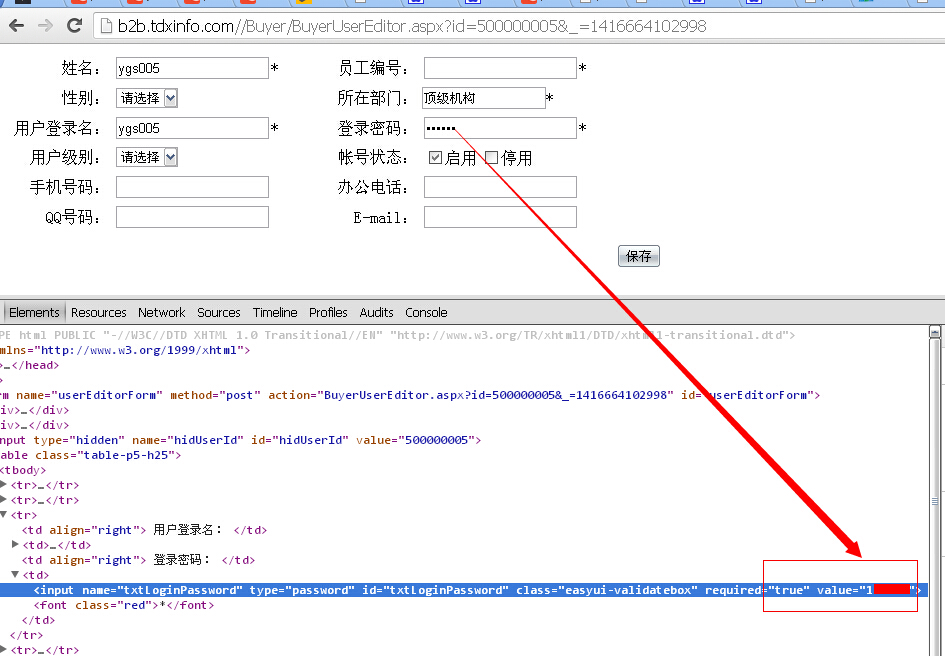 b2b.tdxinfo.com//Buyer/BuyerUserEditor.aspx?id=500000005&_=1416664102998
姓名： ygs005 * 员工编号： *
性别： 请选择 所在部门： 顶级机构 *
用户登录名： ygs005 * 登录密码： •••••• *
用户级别： 请选择 帐号状态： 启用 停用
手机号码： 办公电话：
QQ号码： E-mail：
保存
Elements Resources Network Sources Timeline Profiles Audits Console
PE html PUBLIC "-//W3C//DTD XHTML 1.0 Transitional//EN" "http://www.w3.org/TR/xhtml1/DTD/xhtml1-transitional.dtd">
mlns="http://www.w3.org/1999/xhtml">
>…</head>
>
rm name="userEditorForm" method="post" action="BuyerUserEditor.aspx?id=500000005&_=1416664102998" id="userEditorForm">
iv>…</div>
iv>…</div>
nput type="hidden" name="hidUserId" id="hidUserId" value="500000005">
able class="table-p5-h25">
<tbody>
<tr>…</tr>
<tr>…</tr>
<tr>
<td align="right"> 用户登录名： </td>
<td>…</td>
<td align="right"> 登录密码： </td>
<td>
<input name="txtLoginPassword" type="password" id="txtLoginPassword" class="easyui-validatebox" required="true" value="1 ">
<font class="red">*</font>
</td>
</tr>
<tr>…</tr>